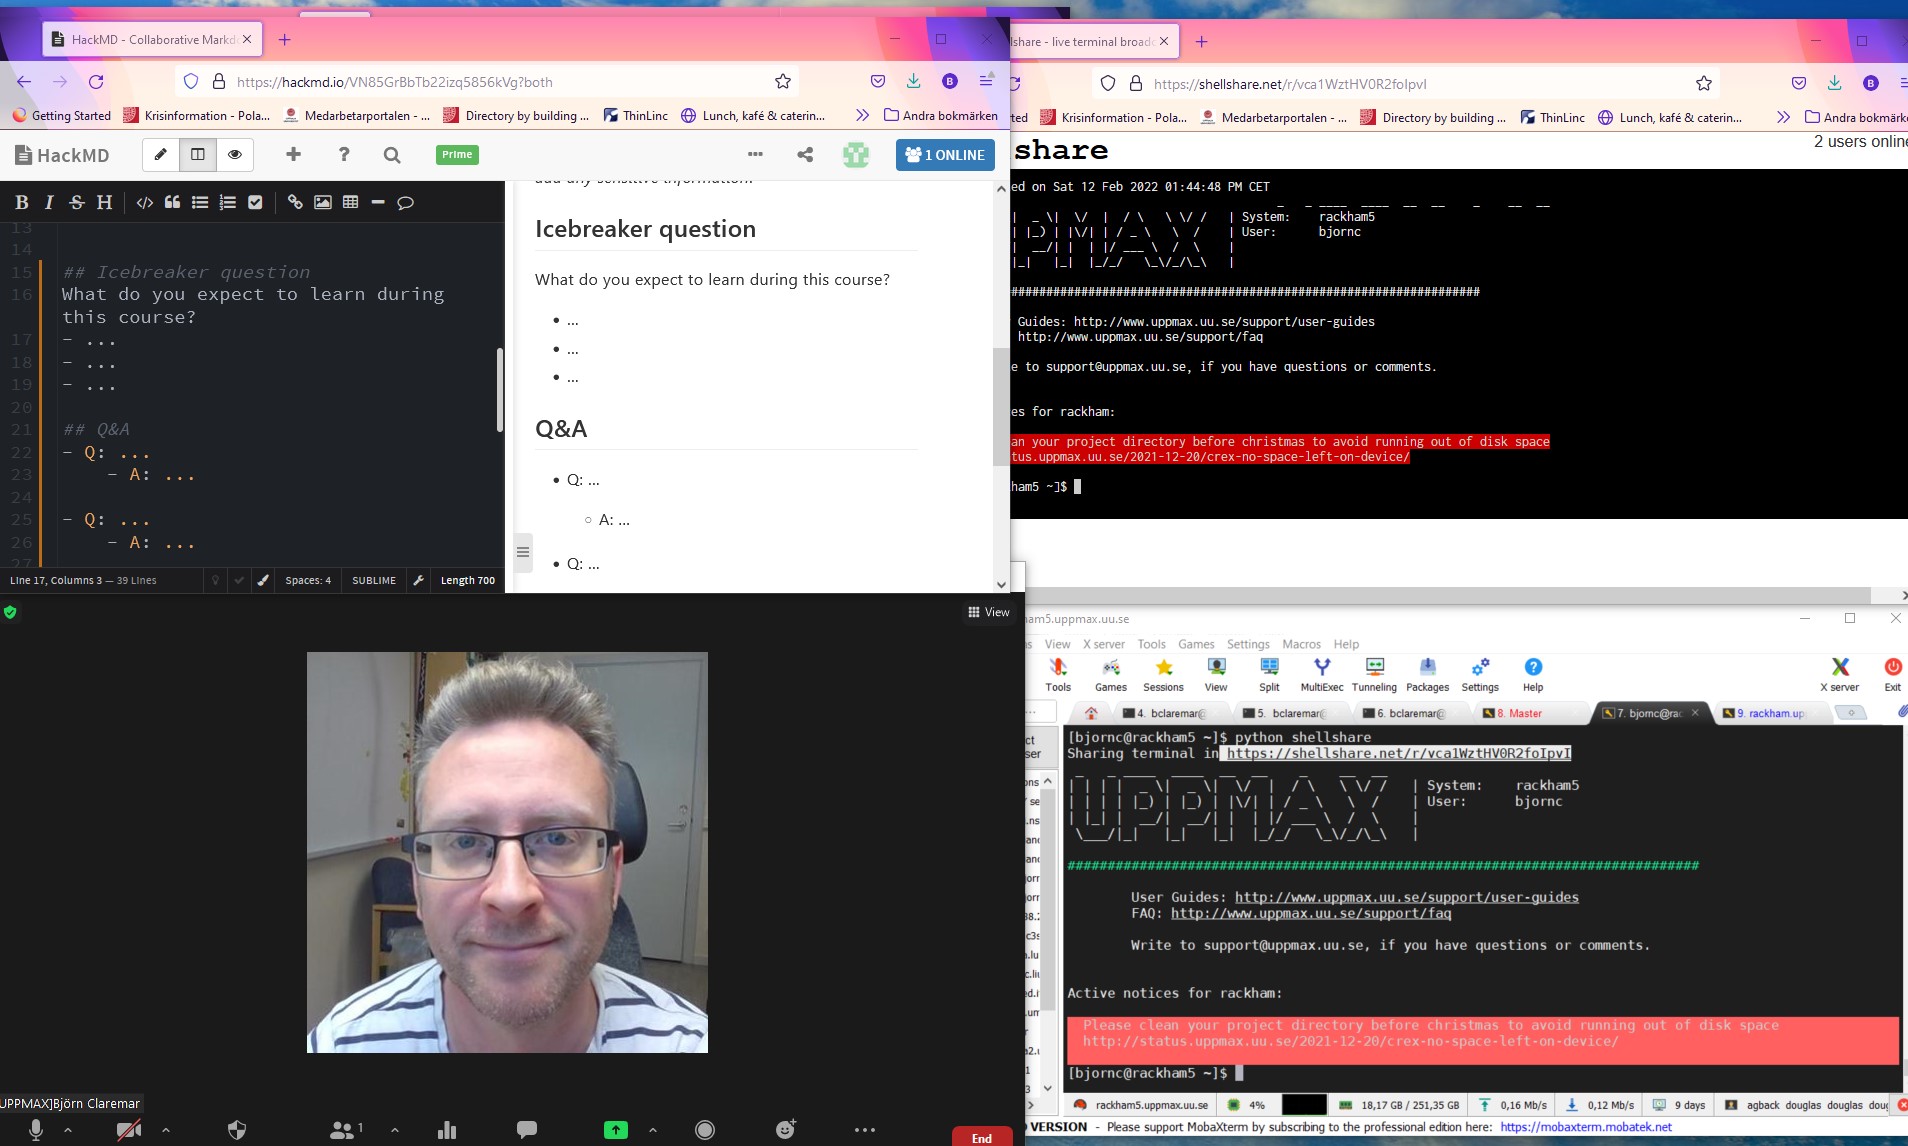 HackMD - Collaborative Markd
https://hackmd.io/VN85GrBbTb22izq5856kVg?both
B
Getting Started
Krisinformation - Pola...
Medarbetarportalen - ...
Directory by building ...
ThinLinc
Lunch, kafé & caterin...
Andra bokmärken
HackMD
Prime
1 ONLINE
B I S H
13
14
15 ## Icebreaker question
16 What do you expect to learn during
this course?
17 - ...
18 - ...
19 - ...
20
21 ## Q&A
22 - Q: ...
23 - A: ...
24
25 - Q: ...
26 - A: ...
27
Line 17, Columns 3 — 39 Lines
Spaces: 4
SUBLIME
Length 700
add any sensitive information.
Icebreaker question
What do you expect to learn during this course?
• ...
• ...
• ...
Q&A
• Q: ...
◦ A: ...
• Q: ...
lshare - live terminal broadc
https://shellshare.net/r/vca1WztHV0R2foIpvI
B
ted
Krisinformation - Pola...
Medarbetarportalen - ...
Directory by building ...
ThinLinc
Lunch, kafé & caterin...
Andra bokmärke
share
2 users online
ed on Sat 12 Feb 2022 01:44:48 PM CET
| System: rackham5
| User: bjornc
###################################################################
Guides: http://www.uppmax.uu.se/support/user-guides
http://www.uppmax.uu.se/support/faq
e to support@uppmax.uu.se, if you have questions or comments.
es for rackham:
an your project directory before christmas to avoid running out of disk space
tus.uppmax.uu.se/2021-12-20/crex-no-space-left-on-device/
ham5 ~]$
View
UPPMAX]Björn Claremar
1
End
am5.uppmax.uu.se
View X server Tools Games Settings Macros Help
Tools Games Sessions View Split MultiExec Tunneling Packages Settings Help X server Exit
4. bclaremar@
5. bclaremar@
6. bclaremar@
8. Master
7. bjornc@rac
9. rackham.up
[bjornc@rackham5 ~]$ python shellshare
Sharing terminal in https://shellshare.net/r/vca1WztHV0R2foIpvI
UPPMAX
| System: rackham5
| User: bjornc
###############################################################################
User Guides: http://www.uppmax.uu.se/support/user-guides
FAQ: http://www.uppmax.uu.se/support/faq
Write to support@uppmax.uu.se, if you have questions or comments.
Active notices for rackham:
Please clean your project directory before christmas to avoid running out of disk space
http://status.uppmax.uu.se/2021-12-20/crex-no-space-left-on-device/
[bjornc@rackham5 ~]$
rackham5.uppmax.uu.se
4%
18,17 GB / 251,35 GB
0,16 Mb/s
0,12 Mb/s
9 days
agback douglas douglas
VERSION - Please support MobaXterm by subscribing to the professional edition here: https://mobaxterm.mobatek.net